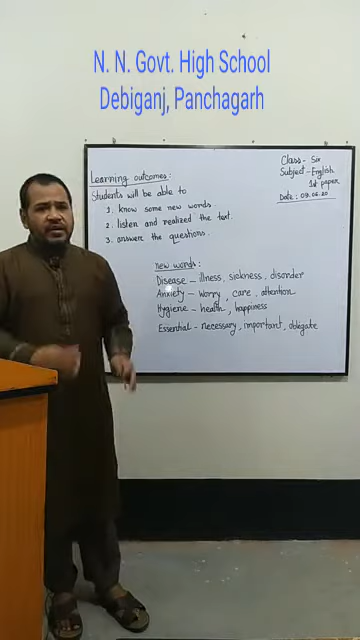 N. N. Govt. High School
Debiganj, Panchagarh
Class- Six
Subject- English
1st paper
Date: 09.06.20
Learning outcomes:
Students will be able to
1. know some new words.
2. listen and realized the text.
3. answer the questions.
new words:
Disease – illness, sickness, disorder
Anxiety – worry, care, attention
Hygiene – health, happiness
Essential – necessary, important, obligate